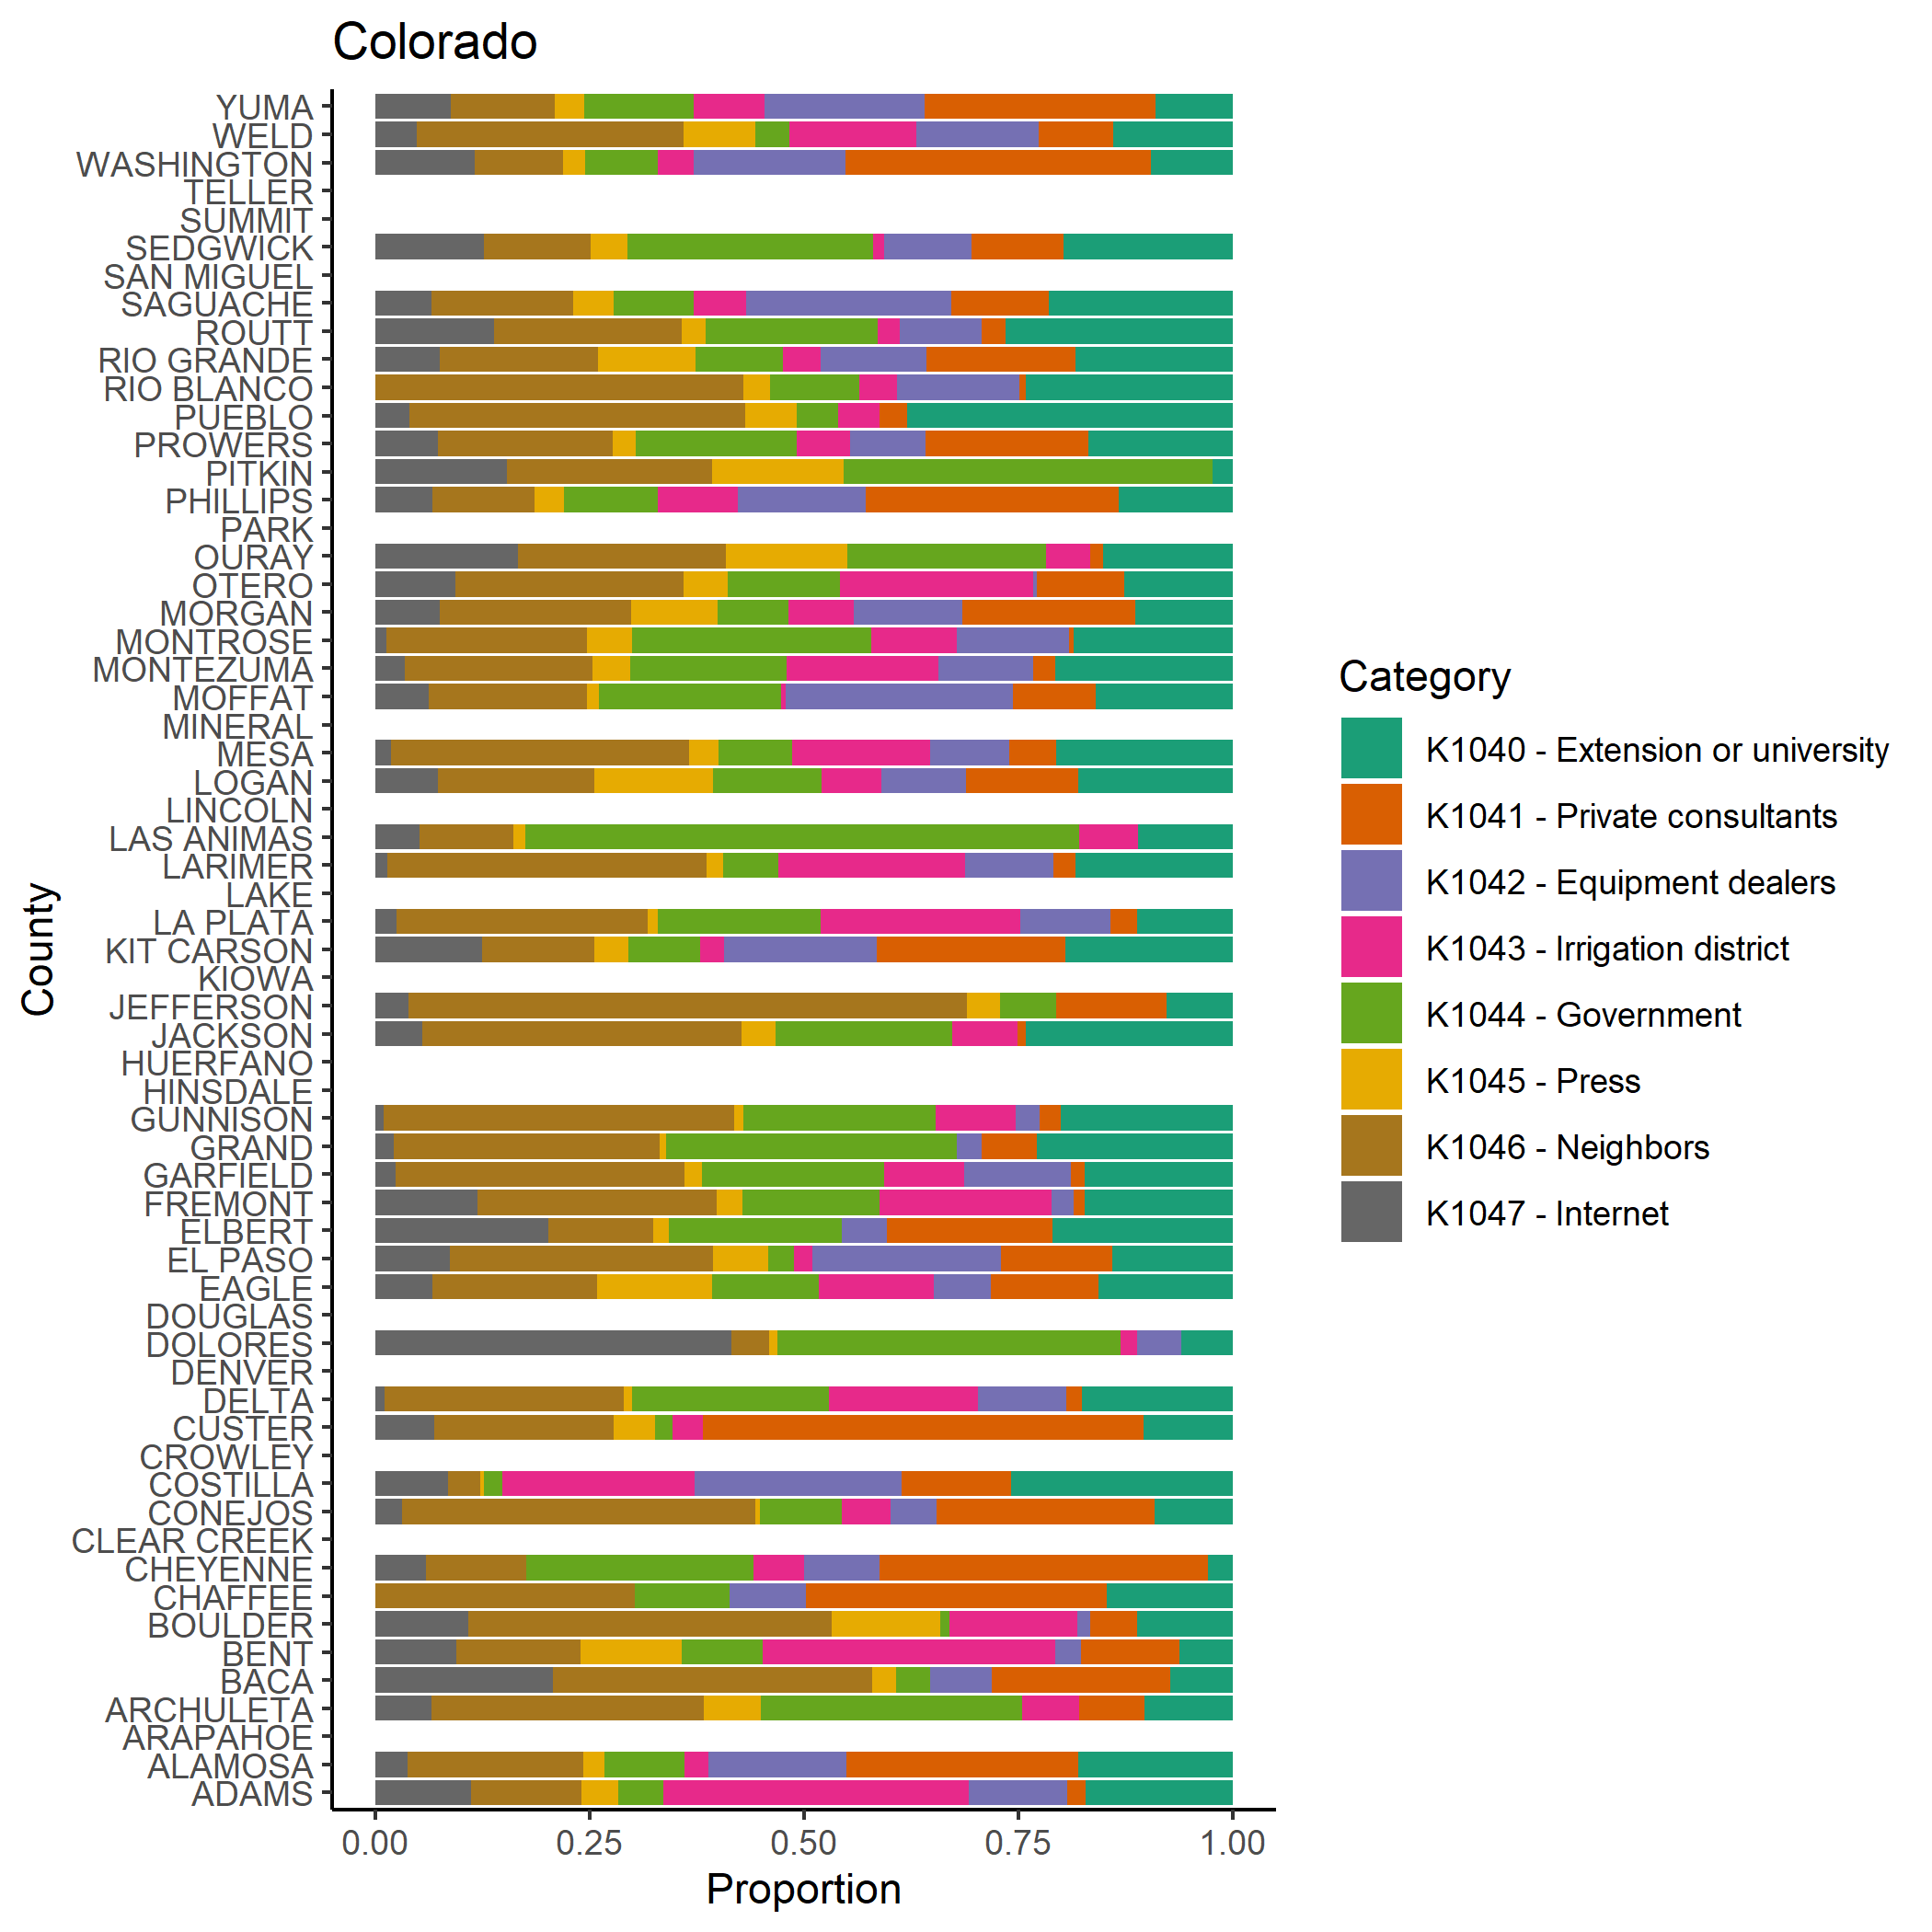 Colorado
YUMA
WELD
WASHINGTON
TELLER
SUMMIT
SEDGWICK
SAN MIGUEL
SAGUACHE
ROUTT
RIO GRANDE
RIO BLANCO
PUEBLO
PROWERS
PITKIN
PHILLIPS
PARK
OURAY
OTERO
MORGAN
MONTROSE
MONTEZUMA
MOFFAT
MINERAL
MESA
LOGAN
LINCOLN
LAS ANIMAS
LARIMER
LAKE
LA PLATA
KIT CARSON
KIOWA
JEFFERSON
JACKSON
HUERFANO
HINSDALE
GUNNISON
GRAND
GARFIELD
FREMONT
ELBERT
EL PASO
EAGLE
DOUGLAS
DOLORES
DENVER
DELTA
CUSTER
CROWLEY
COSTILLA
CONEJOS
CLEAR CREEK
CHEYENNE
CHAFFEE
BOULDER
BENT
BACA
ARCHULETA
ARAPAHOE
ALAMOSA
ADAMS
County
0.00 0.25 0.50 0.75 1.00
Proportion
Category
K1040 - Extension or university
K1041 - Private consultants
K1042 - Equipment dealers
K1043 - Irrigation district
K1044 - Government
K1045 - Press
K1046 - Neighbors
K1047 - Internet